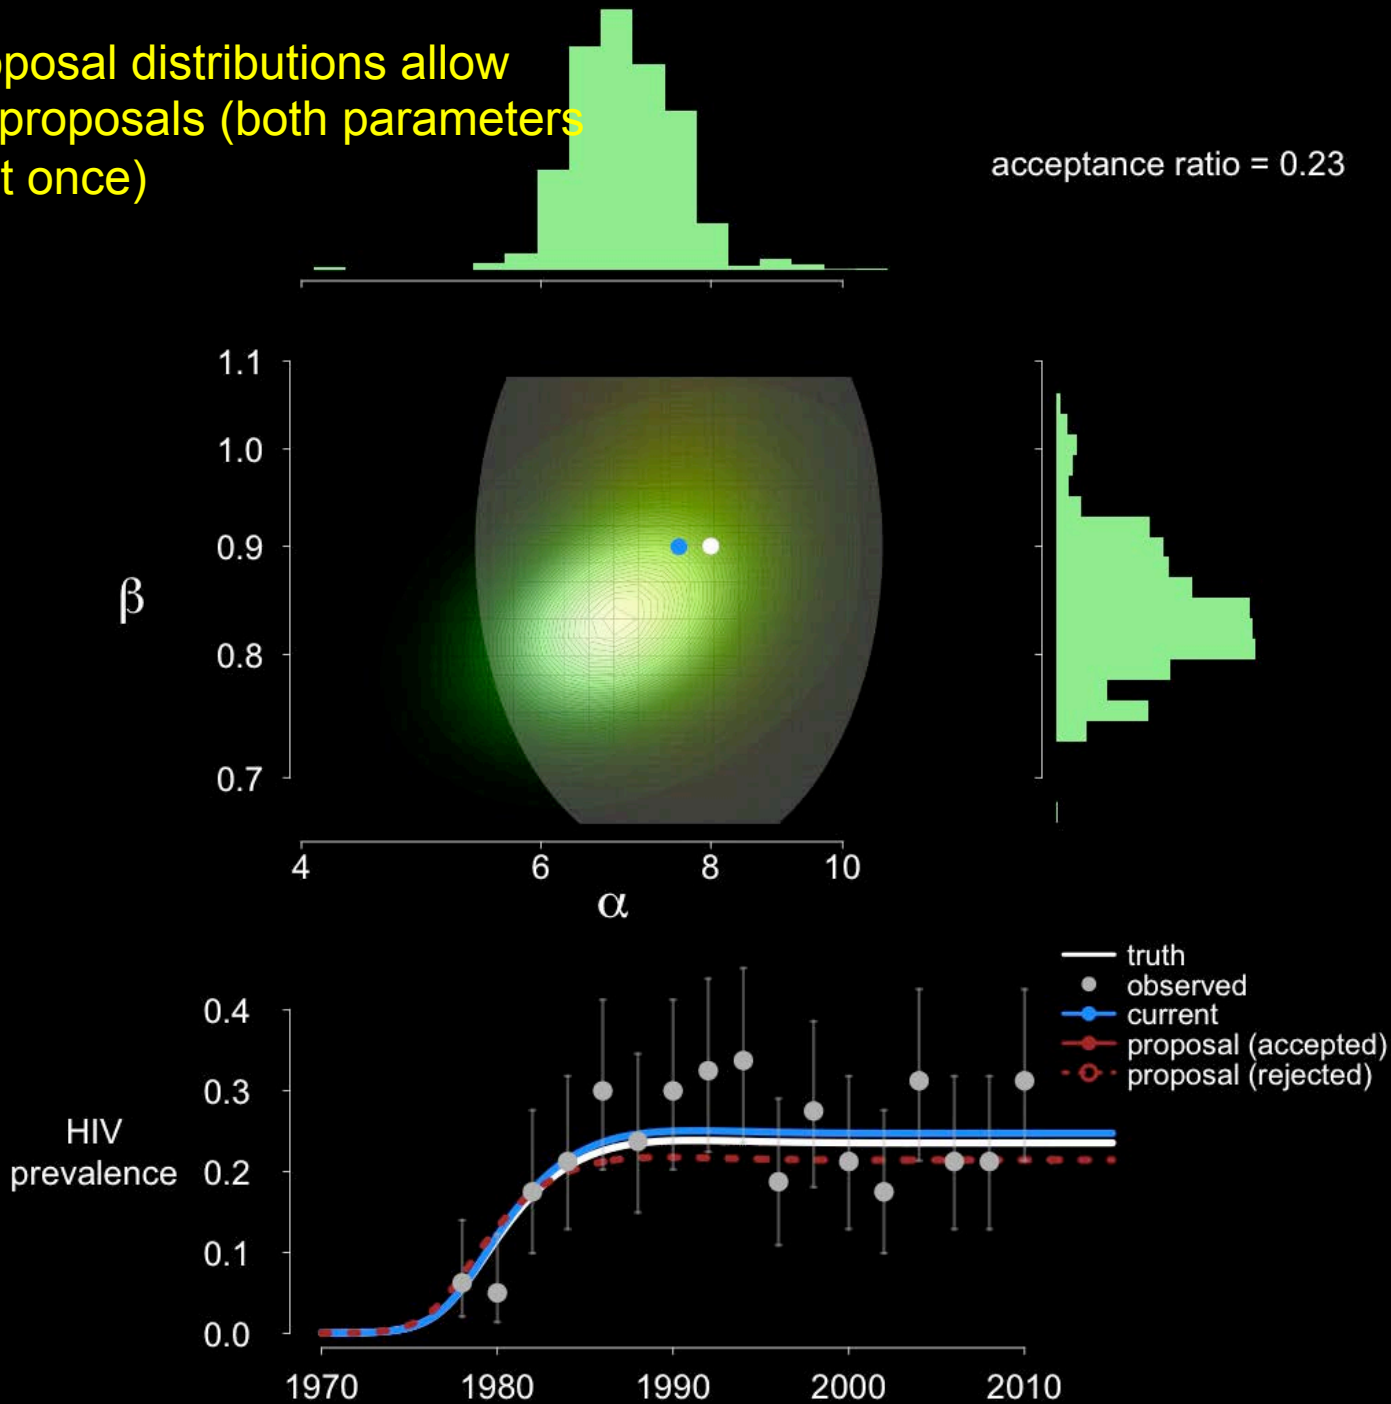 posal distributions allow
proposals (both parameters
t once)
acceptance ratio = 0.23
1.1
1.0
0.9
0.8
0.7
β
4 6 8 10
α
truth
observed
current
proposal (accepted)
proposal (rejected)
0.4
0.3
0.2
0.1
0.0
HIV
prevalence
1970 1980 1990 2000 2010